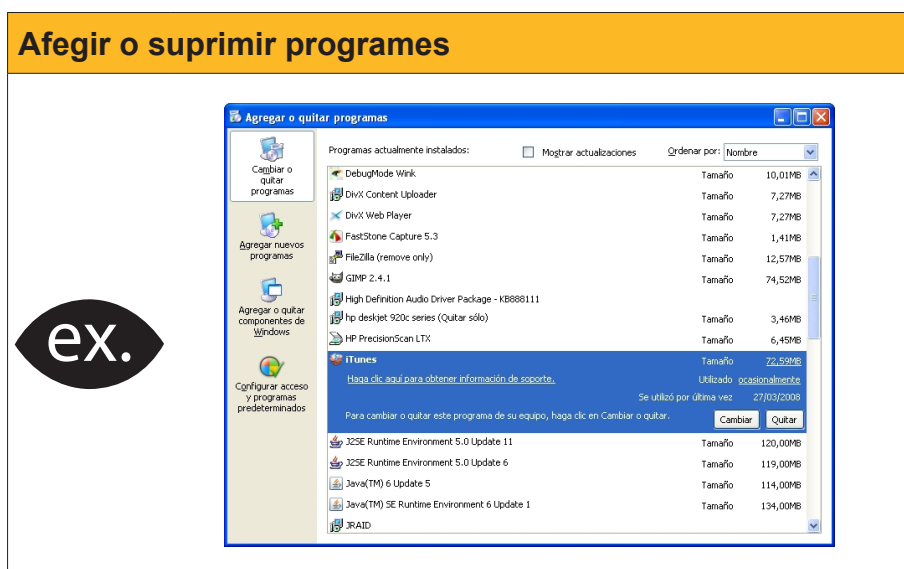 Afegir o suprimir programes
ex.
Agregar o quitar programas
Cambiar o
quitar
programas
Agregar nuevos
programas
Agregar o quitar
componentes de
Windows
Configurar acceso
y programas
predeterminados
Programas actualmente instalados:
Mostrar actualizaciones
Ordenar por: Nombre
DebugMode Wink Tamaño 10,01MB
DivX Content Uploader Tamaño 7,27MB
DivX Web Player Tamaño 7,27MB
FastStone Capture 5.3 Tamaño 1,41MB
FileZilla (remove only) Tamaño 12,57MB
GIMP 2.4.1 Tamaño 74,52MB
High Definition Audio Driver Package - KB888111
hp deskjet 920c series (Quitar sólo) Tamaño 3,46MB
HP PrecisionScan LTX Tamaño 6,45MB
iTunes Tamaño 72,59MB
Haga clic aquí para obtener información de soporte. Utilizado ocasionalmente
Se utilizó por última vez 27/03/2008
Para cambiar o quitar este programa de su equipo, haga clic en Cambiar o quitar. Cambiar Quitar
J2SE Runtime Environment 5.0 Update 11 Tamaño 120,00MB
J2SE Runtime Environment 5.0 Update 6 Tamaño 119,00MB
Java(TM) 6 Update 5 Tamaño 114,00MB
Java(TM) SE Runtime Environment 6 Update 1 Tamaño 134,00MB
JRAID